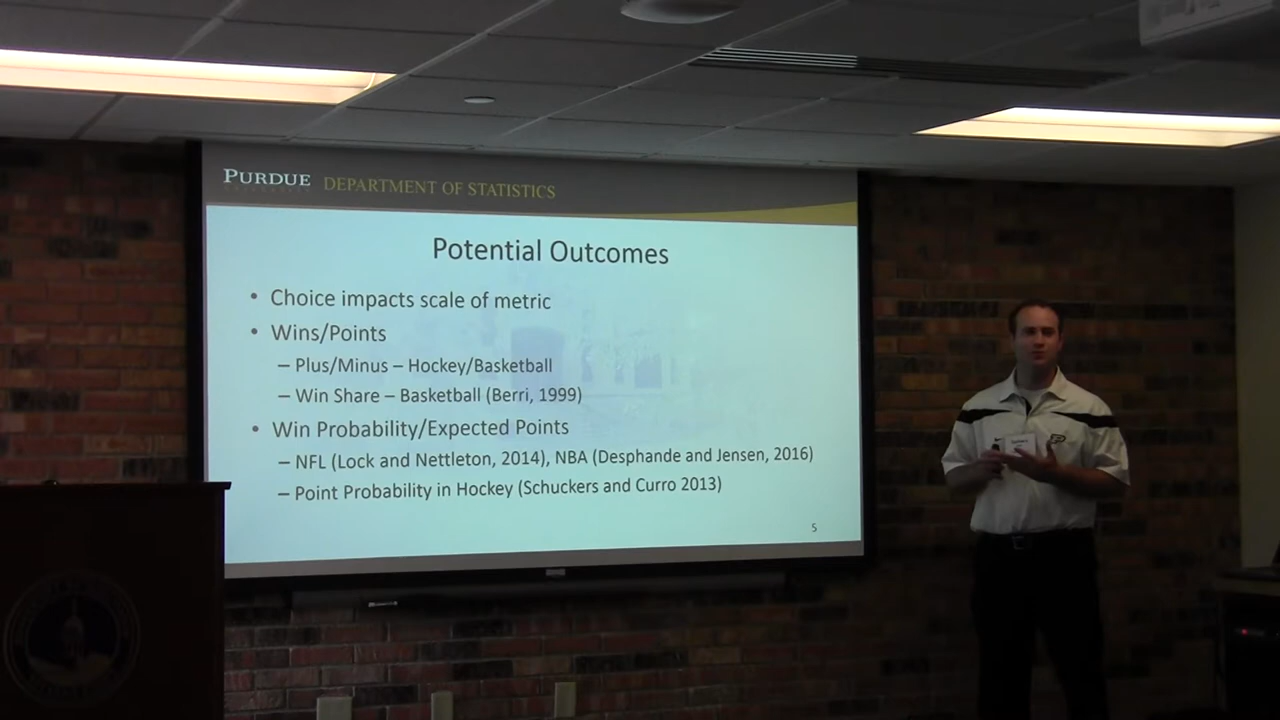 PURDUE DEPARTMENT OF STATISTICS
Potential Outcomes
• Choice impacts scale of metric
• Wins/Points
– Plus/Minus – Hockey/Basketball
– Win Share – Basketball (Berri, 1999)
• Win Probability/Expected Points
– NFL (Lock and Nettleton, 2014), NBA (Desphande and Jensen, 2016)
– Point Probability in Hockey (Schuckers and Curro 2013)
5